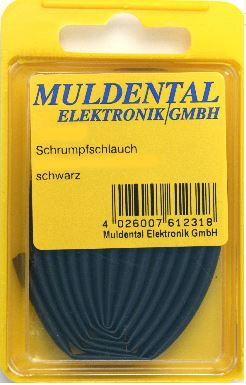 MULDENTAL
ELEKTRONIK GMBH
Schrumpfschlauch
schwarz
4 026007 612318
Muldental Elektronik GmbH